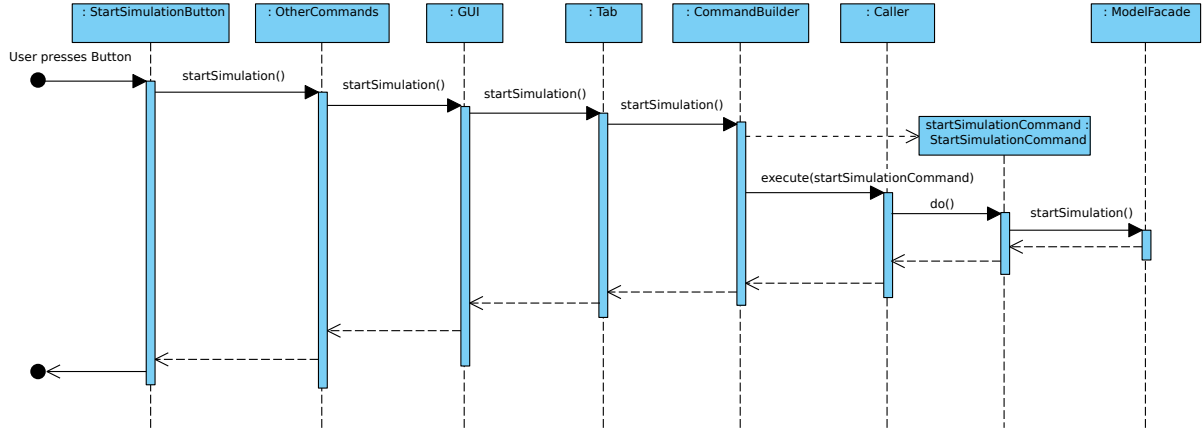 : StartSimulationButton
: OtherCommands
: GUI
: Tab
: CommandBuilder
: Caller
: ModelFacade
User presses Button
startSimulation()
startSimulation()
startSimulation()
startSimulation()
startSimulationCommand :
StartSimulationCommand
execute(startSimulationCommand)
do()
startSimulation()